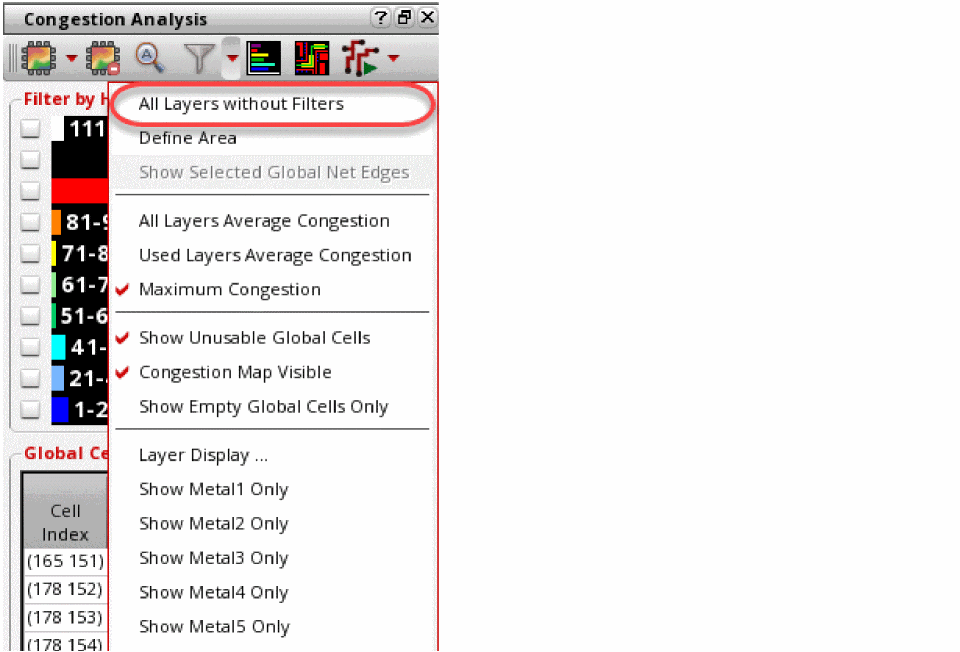 Congestion Analysis
Filter by H
All Layers without Filters
Define Area
Show Selected Global Net Edges
All Layers Average Congestion
Used Layers Average Congestion
Maximum Congestion
Show Unusable Global Cells
Congestion Map Visible
Show Empty Global Cells Only
Layer Display ...
Show Metal1 Only
Show Metal2 Only
Show Metal3 Only
Show Metal4 Only
Show Metal5 Only
111
81-9
71-8
61-7
51-6
41-
21-4
1-2
Global Ce
Cell
Index
(165 151)
(178 152)
(178 153)
(178 154)